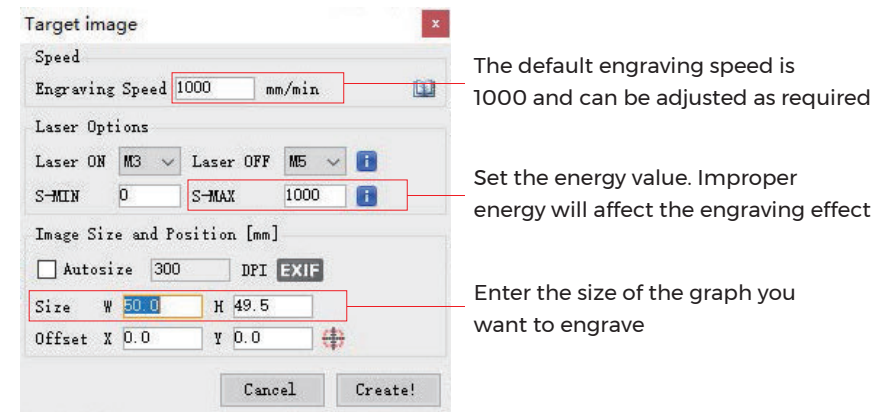 Target image x
Speed
Engraving Speed 1000 mm/min
The default engraving speed is
1000 and can be adjusted as required
Laser Options
Laser ON M3 Laser OFF M5 i
S-MIN 0 S-MAX 1000 i
Set the energy value. Improper
energy will affect the engraving effect
Image Size and Position [mm]
Autosize 300 DPI EXIF
Size W 50.0 H 49.5
Enter the size of the graph you
want to engrave
Offset X 0.0 Y 0.0
Cancel Create!